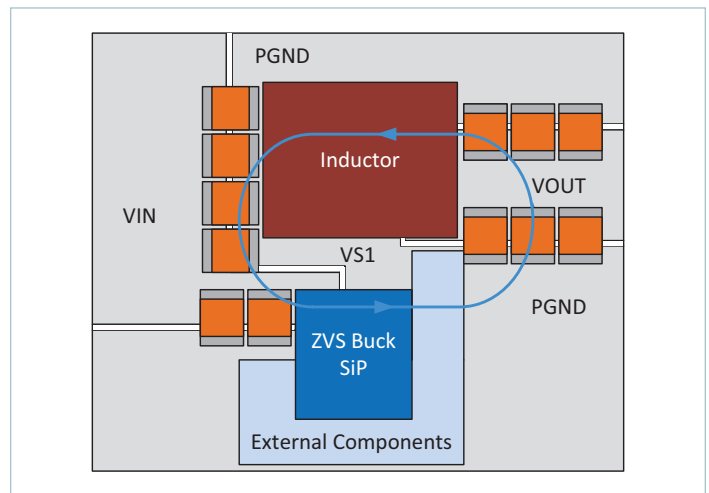 PGND
Inductor
VOUT
VIN
VS1
PGND
ZVS Buck
SiP
External Components